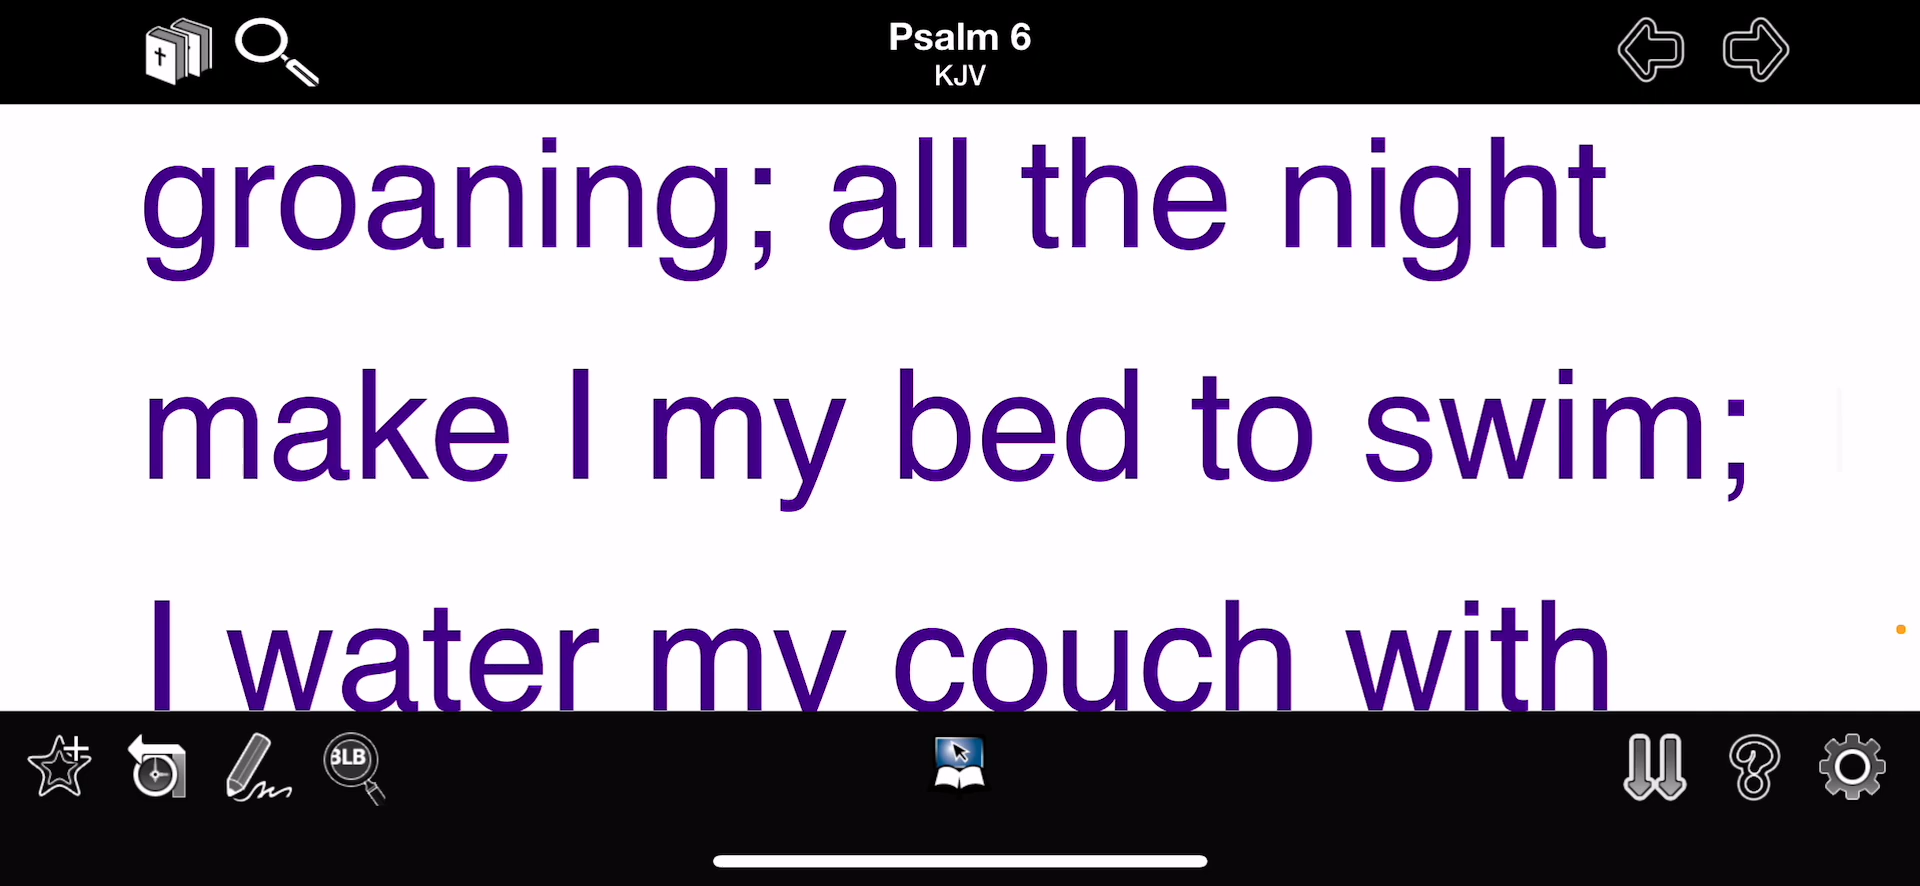 Psalm 6
KJV
groaning; all the night
make I my bed to swim;
I water my couch with
BLB